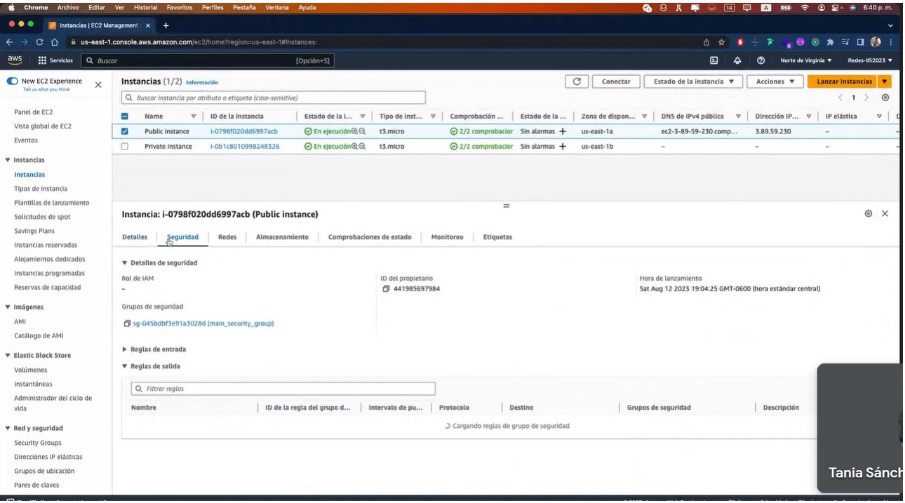 Chrome Archivo Editar Ver Historial Favoritos Perfiles Pestaña Ventana Ayuda 8:40 p. m.
Instancias | EC2 Management
us-east-1.console.aws.amazon.com/ec2/home?region=us-east-1#Instances:
aws Servicios Buscar [Opción+S] Norte de Virginia Redes-IIS2023
New EC2 Experience
Tell us what you think
Panel de EC2
Vista global de EC2
Eventos
Instancias
Instancias
Tipos de instancia
Plantillas de lanzamiento
Solicitudes de spot
Savings Plans
Instancias reservadas
Alojamientos dedicados
Instancias programadas
Reservas de capacidad
Imágenes
AMI
Catálogo de AMI
Elastic Block Store
Volúmenes
Instantáneas
Administrador del ciclo de
vida
Red y seguridad
Security Groups
Direcciones IP elásticas
Grupos de ubicación
Pares de claves
Instancias (1/2) Información
Conectar Estado de la instancia Acciones Lanzar instancias
Buscar instancia por atributo o etiqueta (case-sensitive)
1
Name ID de la instancia Estado de la i... Tipo de inst... Comprobación ... Estado de la ... Zona de dispon... DNS de IPv4 pública Dirección IP... IP elástica
Public instance i-0798f020dd6997acb En ejecución t3.micro 2/2 comprobacior Sin alarmas us-east-1a ec2-3-89-59-230.comp... 3.89.59.230 –
Private instance i-0b1c8010998248326 En ejecución t3.micro 2/2 comprobacior Sin alarmas us-east-1b – – –
Instancia: i-0798f020dd6997acb (Public instance)
Detalles Seguridad Redes Almacenamiento Comprobaciones de estado Monitoreo Etiquetas
Detalles de seguridad
Rol de IAM
–
ID del propietario
441985697984
Hora de lanzamiento
Sat Aug 12 2023 19:04:25 GMT-0600 (hora estándar central)
Grupos de seguridad
sg-045bdbf3e91a3028d (main_security_group)
Reglas de entrada
Reglas de salida
Filtrar reglas
Nombre ID de la regla del grupo d... Intervalo de pu... Protocolo Destino Grupos de seguridad Descripción
Cargando reglas de grupo de seguridad
Tania Sánch